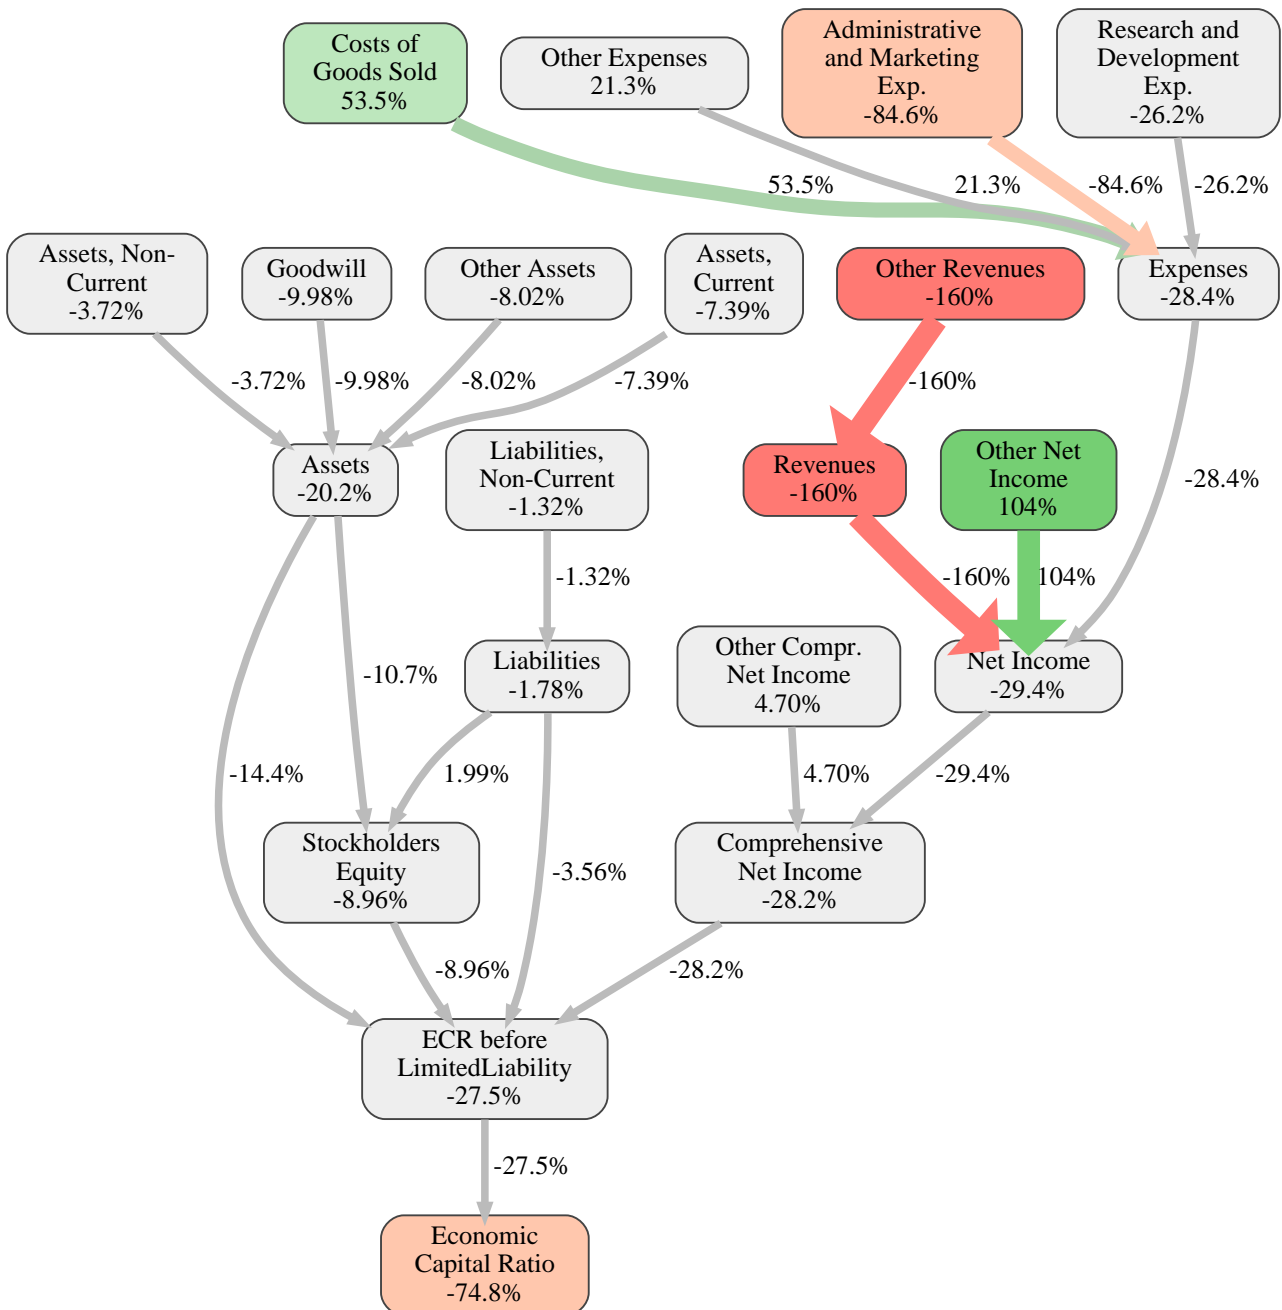 Costs of
Goods Sold
53.5%
Other Expenses
21.3%
Administrative
and Marketing
Exp.
-84.6%
Research and
Development
Exp.
-26.2%
53.5%
21.3%
-84.6%
-26.2%
Assets, Non-
Current
-3.72%
Goodwill
-9.98%
Other Assets
-8.02%
Assets,
Current
-7.39%
Other Revenues
-160%
Expenses
-28.4%
-3.72%
-9.98%
-8.02%
-7.39%
-160%
Assets
-20.2%
Liabilities,
Non-Current
-1.32%
Revenues
-160%
Other Net
Income
104%
-28.4%
-1.32%
-160%
104%
-10.7%
Liabilities
-1.78%
Other Compr.
Net Income
4.70%
Net Income
-29.4%
-14.4%
1.99%
4.70%
-29.4%
Stockholders
Equity
-8.96%
-3.56%
Comprehensive
Net Income
-28.2%
-8.96%
-28.2%
ECR before
LimitedLiability
-27.5%
-27.5%
Economic
Capital Ratio
-74.8%